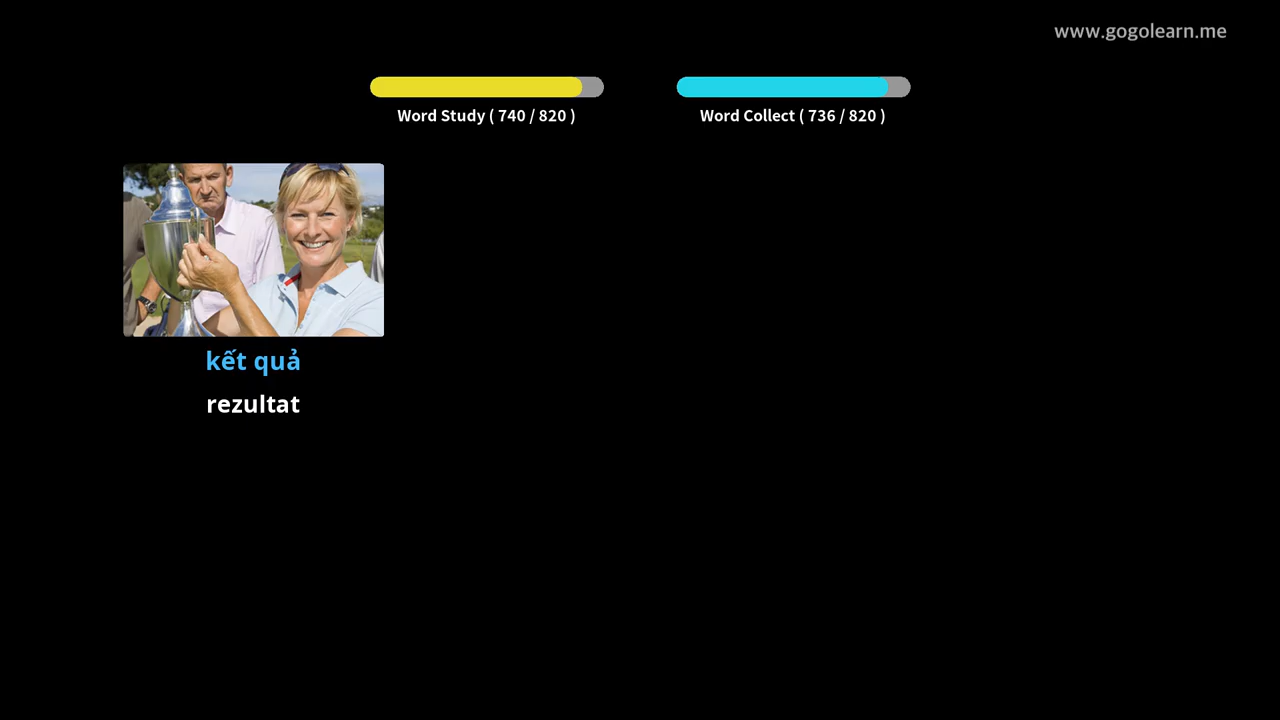 www.gogolearn.me
Word Study ( 740 / 820 )
Word Collect ( 736 / 820 )
kết quả
rezultat